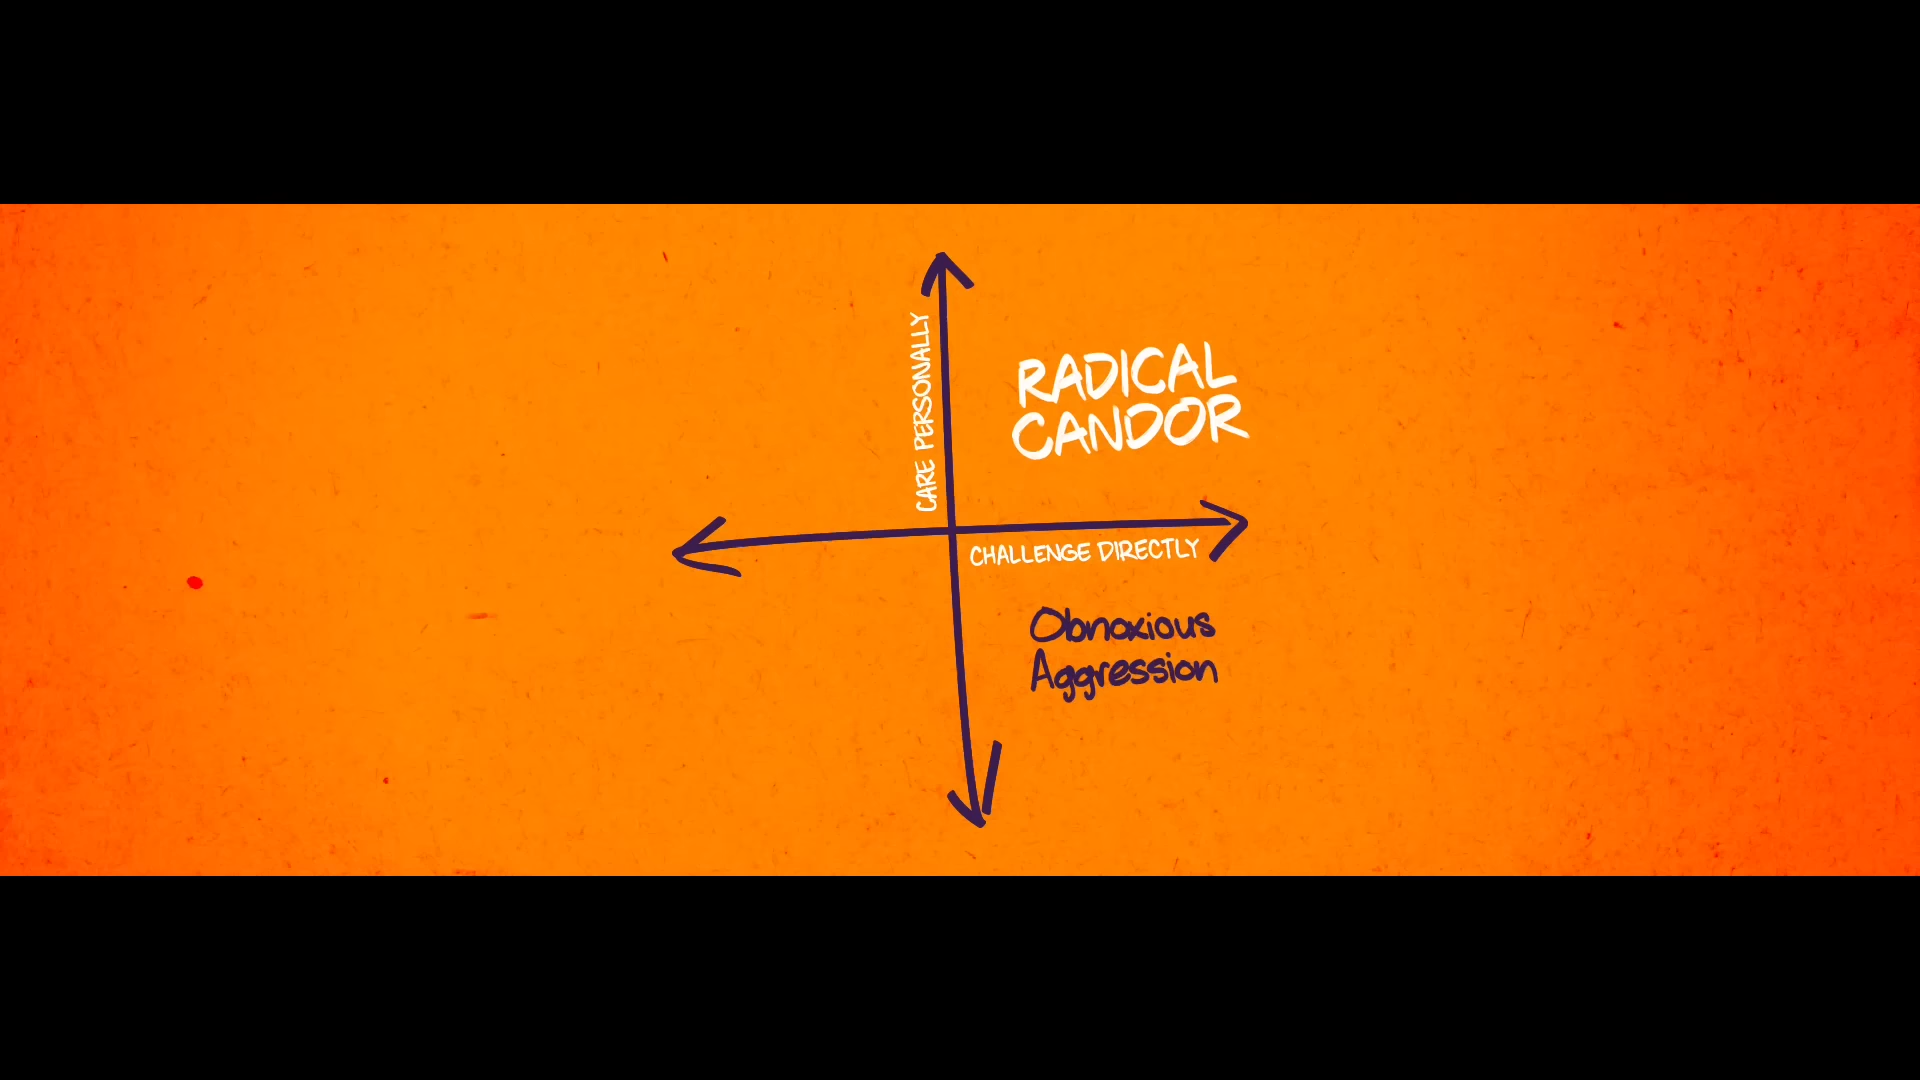 CARE PERSONALLY
RADICAL
CANDOR
CHALLENGE DIRECTLY
Obnoxious
Aggression